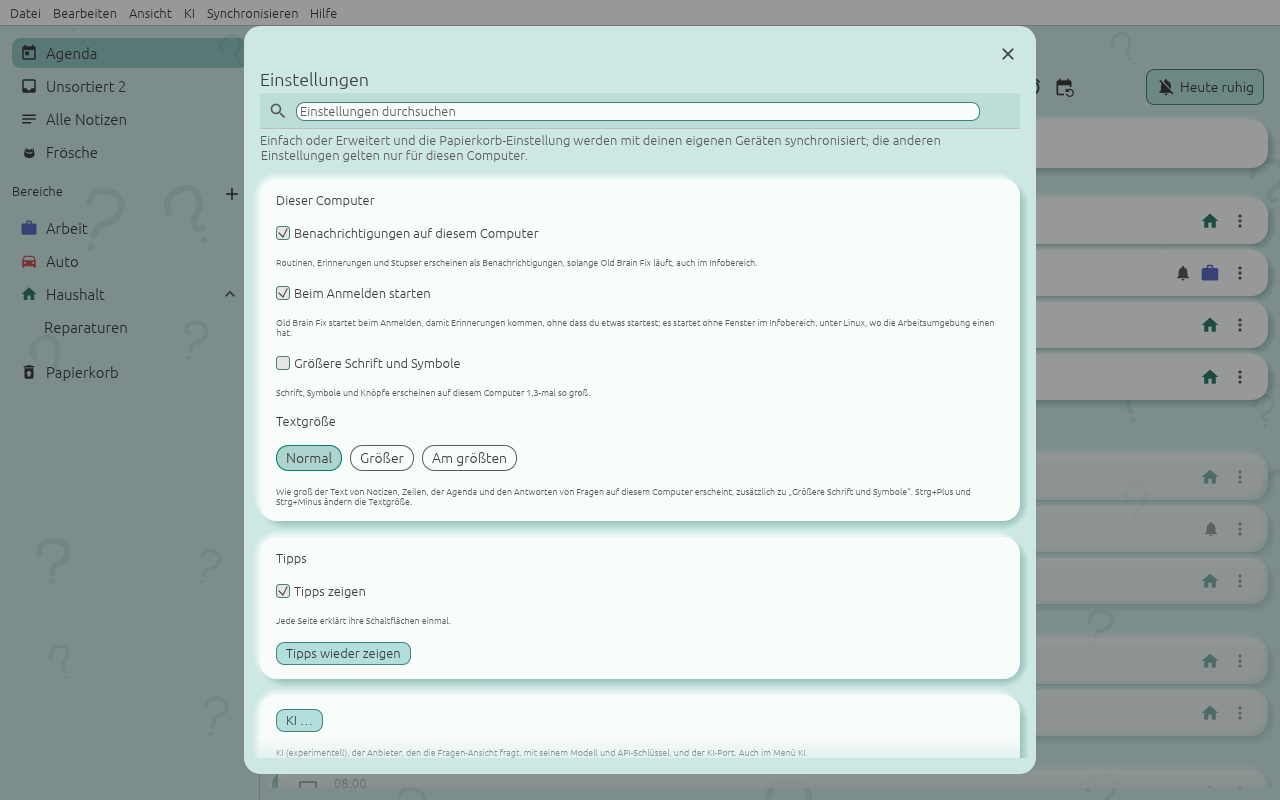 Datei Bearbeiten Ansicht KI Synchronisieren Hilfe
Agenda
Unsortiert 2
Alle Notizen
Frösche
Bereiche
Arbeit
Auto
Haushalt
Reparaturen
Papierkorb
Heute ruhig
Einstellungen
Einstellungen durchsuchen
Einfach oder Erweitert und die Papierkorb-Einstellung werden mit deinen eigenen Geräten synchronisiert; die anderen
Einstellungen gelten nur für diesen Computer.
Dieser Computer
Benachrichtigungen auf diesem Computer
Routinen, Erinnerungen und Stupser erscheinen als Benachrichtigungen, solange Old Brain Fix läuft, auch im Infobereich.
Beim Anmelden starten
Old Brain Fix startet beim Anmelden, damit Erinnerungen kommen, ohne dass du etwas startest; es startet ohne Fenster im Infobereich, unter Linux, wo die Arbeitsumgebung einen
hat.
Größere Schrift und Symbole
Schrift, Symbole und Knöpfe erscheinen auf diesem Computer 1,3-mal so groß.
Textgröße
Normal Größer Am größten
Wie groß der Text von Notizen, Zeilen, der Agenda und den Antworten von Fragen auf diesem Computer erscheint, zusätzlich zu „Größere Schrift und Symbole“. Strg+Plus und
Strg+Minus ändern die Textgröße.
Tipps
Tipps zeigen
Jede Seite erklärt ihre Schaltflächen einmal.
Tipps wieder zeigen
KI …
KI (experimentell), der Anbieter, den die Fragen-Ansicht fragt, mit seinem Modell und API-Schlüssel, und der KI-Port. Auch im Menü KI.
08:00